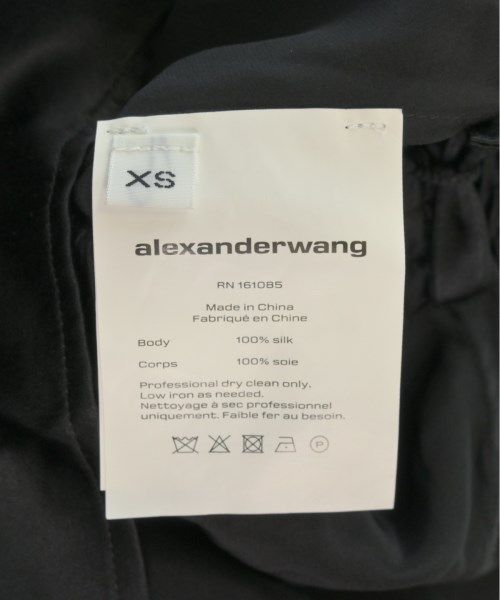 XS
alexanderwang
RN 161085
Made in China
Fabriqué en Chine
Body 100% silk
Corps 100% soie
Professional dry clean only.
Low iron as needed.
Nettoyage à sec professionnel
uniquement. Faible fer au besoin.
P